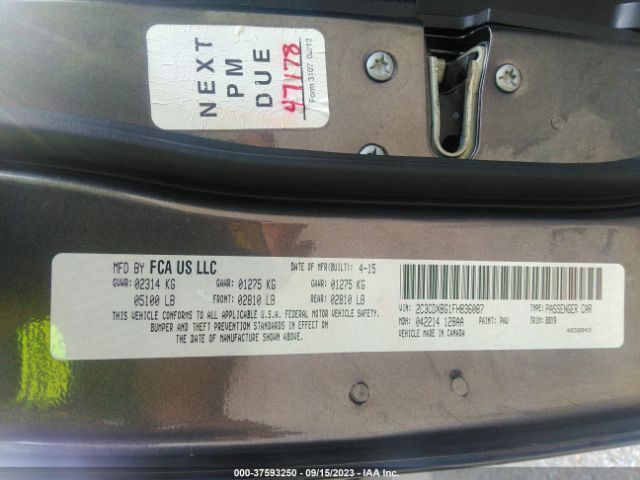 NEXT
PM
DUE
47178
Form 3107 02/12
MFD BY FCA US LLC
DATE OF MFR(BUILT): 4-15
GVWR: 02314 KG GAWR: 01275 KG GAWR: 01275 KG
05100 LB FRONT: 02810 LB REAR: 02810 LB
THIS VEHICLE CONFORMS TO ALL APPLICABLE U.S.A. FEDERAL MOTOR VEHICLE SAFETY,
BUMPER AND THEFT PREVENTION STANDARDS IN EFFECT ON
THE DATE OF MANUFACTURE SHOWN ABOVE.
VIN: 2C3CDXBG1FH836087 TYPE: PASSENGER CAR
MDH: 042214 128AA PAINT: PAU TRIM:
MADE IN CANADA
000-37593250 - 09/15/2023 - IAA Inc.